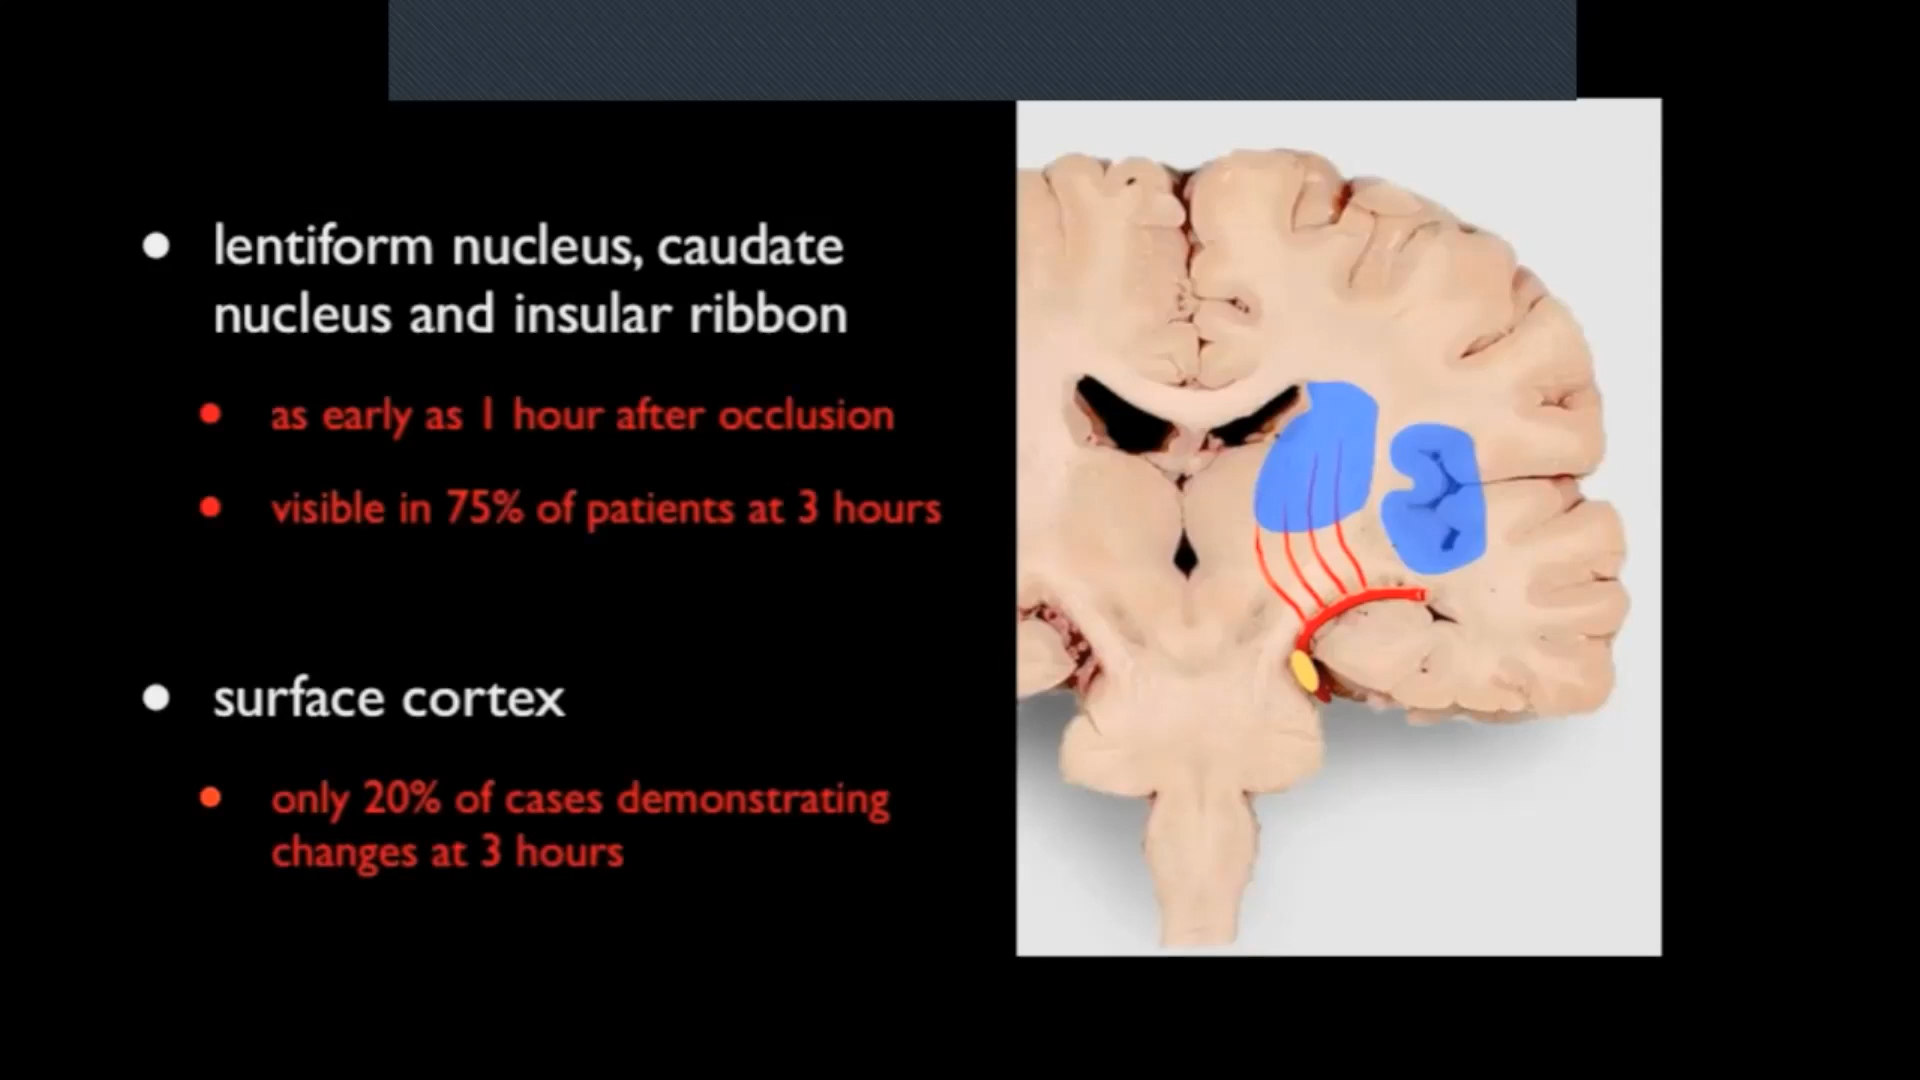 lentiform nucleus, caudate
nucleus and insular ribbon
as early as 1 hour after occlusion
visible in 75% of patients at 3 hours
surface cortex
only 20% of cases demonstrating
changes at 3 hours